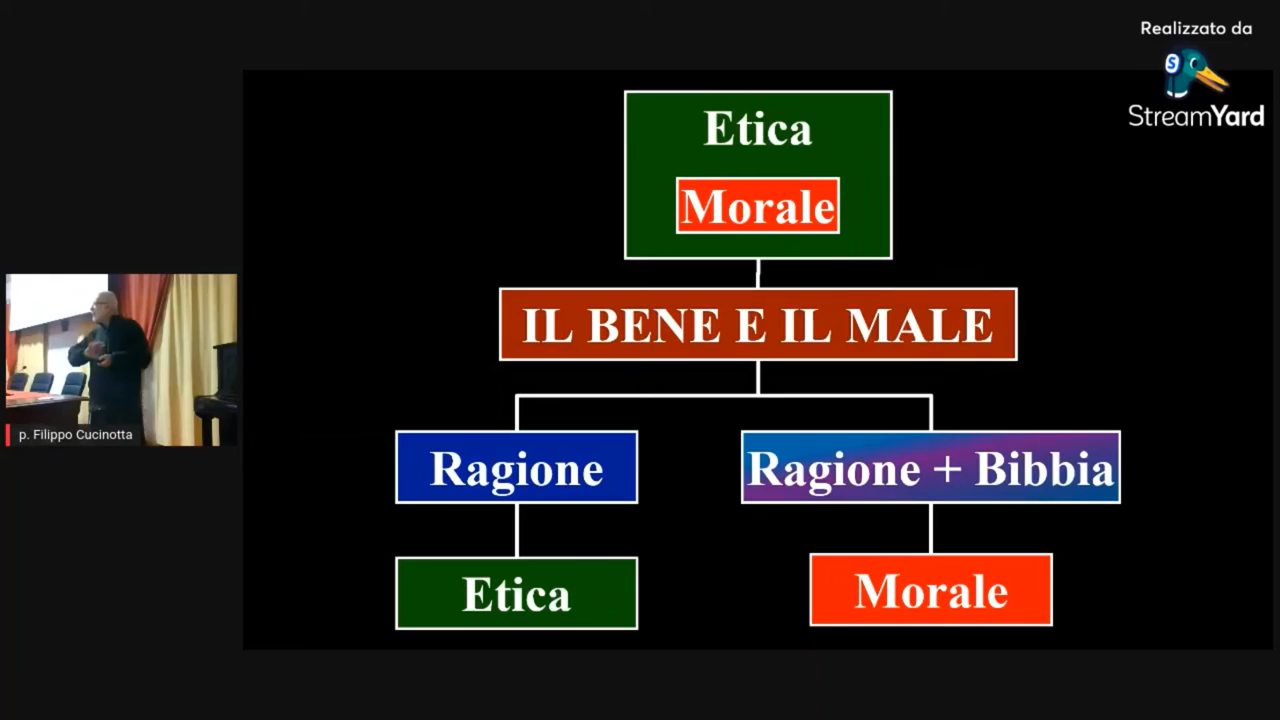 Realizzato da
S
StreamYard
Etica
Morale
IL BENE E IL MALE
Ragione
Ragione + Bibbia
Etica
Morale
p. Filippo Cucinotta